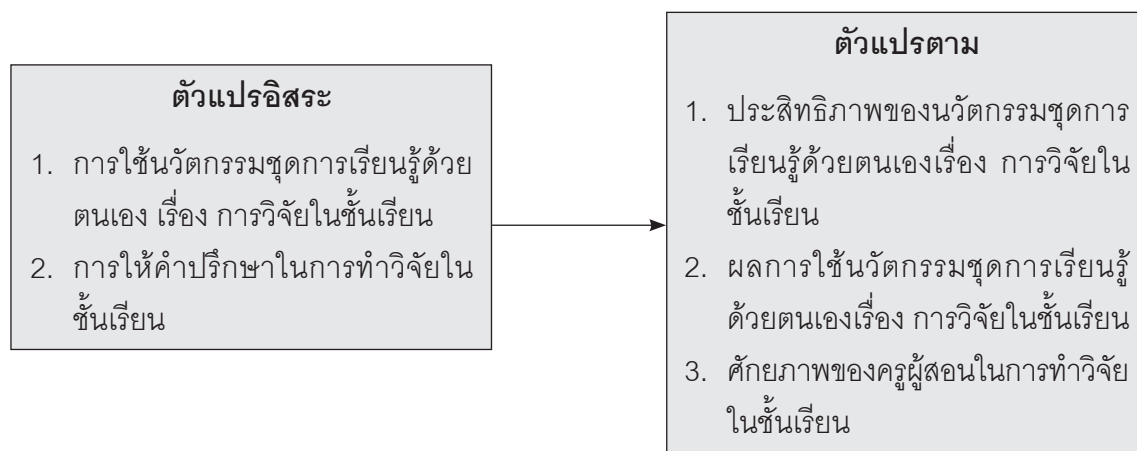 ตัวแปรอิสระ
1. การใช้นวัตกรรมชุดการเรียนรู้ด้วย
ตนเอง เรื่อง การวิจัยในชั้นเรียน
2. การให้คำปรึกษาในการทำวิจัยใน
ชั้นเรียน
ตัวแปรตาม
1. ประสิทธิภาพของนวัตกรรมชุดการ
เรียนรู้ด้วยตนเองเรื่อง การวิจัยใน
ชั้นเรียน
2. ผลการใช้นวัตกรรมชุดการเรียนรู้
ด้วยตนเองเรื่อง การวิจัยในชั้นเรียน
3. ศักยภาพของครูผู้สอนในการทำวิจัย
ในชั้นเรียน